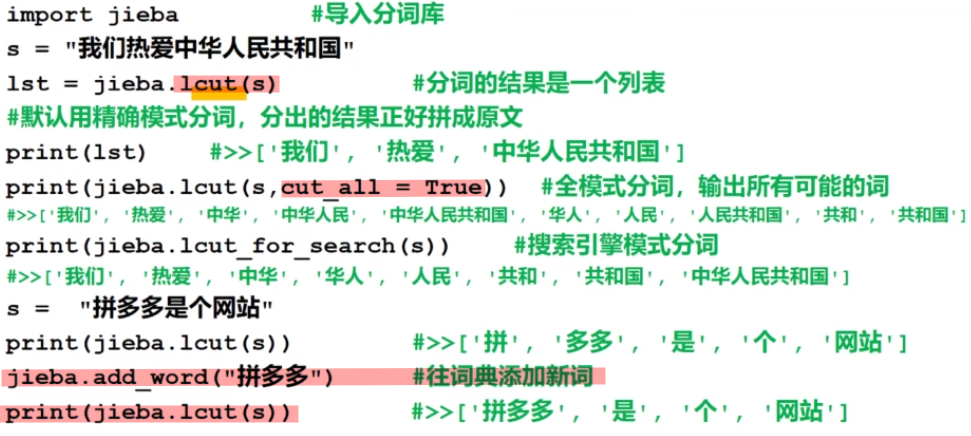 import jieba #导入分词库
s = "我们热爱中华人民共和国"
lst = jieba.lcut(s) #分词的结果是一个列表
#默认用精确模式分词，分出的结果正好拼成原文
print(lst) #>>['我们', '热爱', '中华人民共和国']
print(jieba.lcut(s,cut_all = True)) #全模式分词，输出所有可能的词
#>>['我们', '热爱', '中华', '中华人民', '中华人民共和国', '华人', '人民', '人民共和国', '共和', '共和国']
print(jieba.lcut_for_search(s)) #搜索引擎模式分词
#>>['我们', '热爱', '中华', '华人', '人民', '共和', '共和国', '中华人民共和国']
s = "拼多多是个网站"
print(jieba.lcut(s)) #>>['拼', '多多', '是', '个', '网站']
jieba.add_word("拼多多") #往词典添加新词
print(jieba.lcut(s)) #>>['拼多多', '是', '个', '网站']